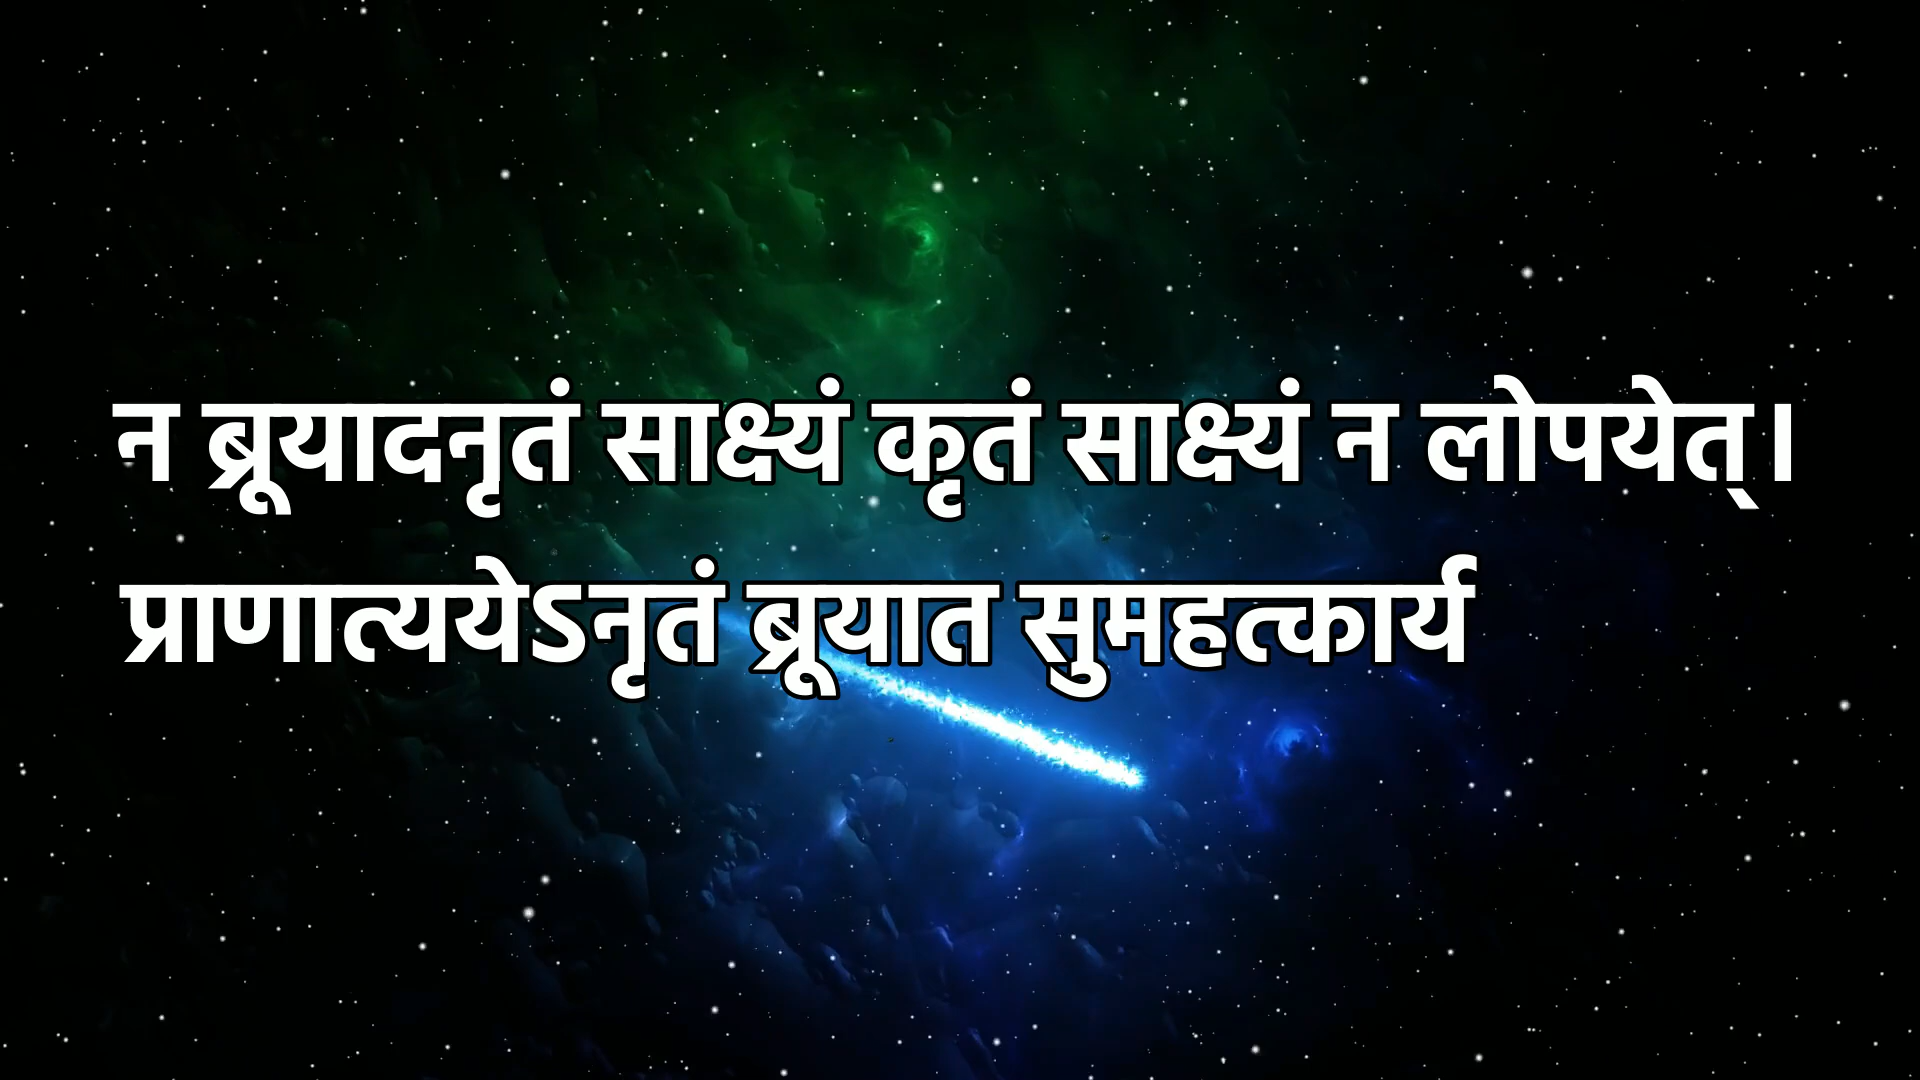 न ब्रूयादनृतं साक्ष्यं कृतं साक्ष्यं न लोपयेत्।
प्राणात्ययेऽनृतं ब्रूयात सुमहत्कार्य